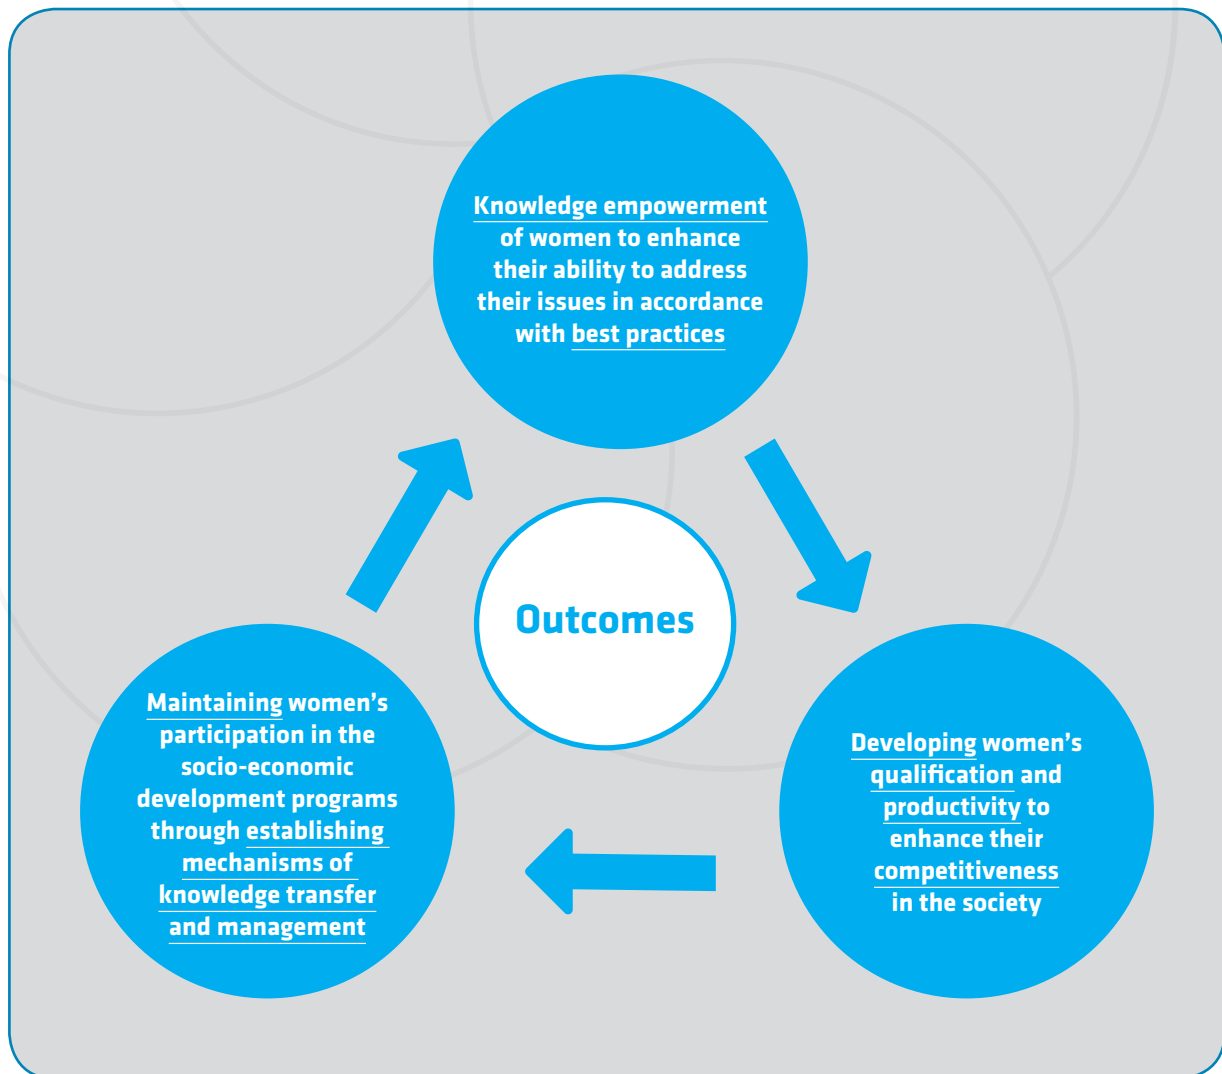 Knowledge empowerment
of women to enhance
their ability to address
their issues in accordance
with best practices
Outcomes
Maintaining women's
participation in the
socio-economic
development programs
through establishing
mechanisms of
knowledge transfer
and management
Developing women's
qualification and
productivity to
enhance their
competitiveness
in the society